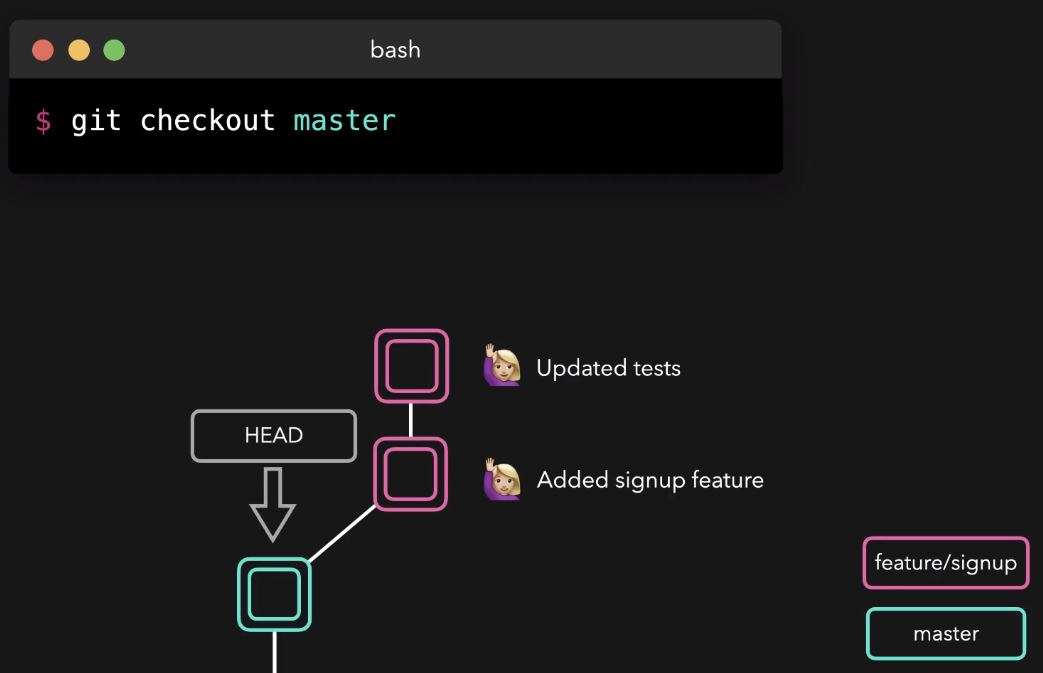 bash
$ git checkout master
Updated tests
HEAD
Added signup feature
feature/signup
master